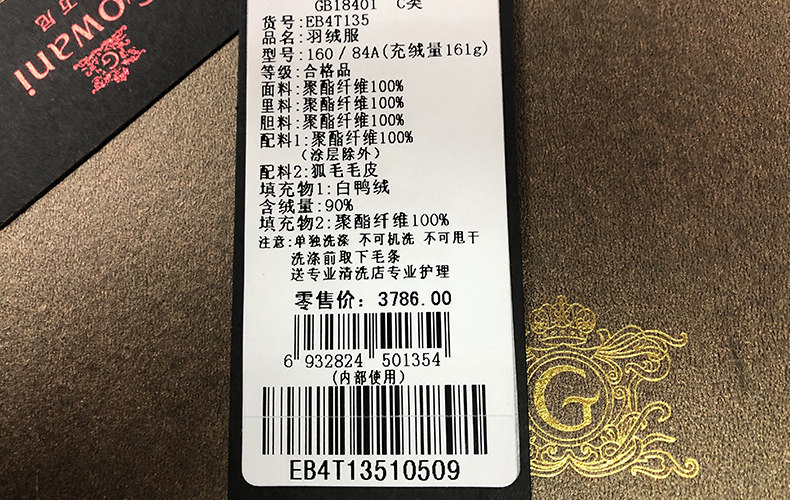 Gowani
GB18401 C类
货号:EB4T135
品名:羽绒服
型号:160/84A(充绒量161g)
等级:合格品
面料:聚酯纤维100%
里料:聚酯纤维100%
胆料:聚酯纤维100%
配料1:聚酯纤维100%
(涂层除外)
配料2:狐毛毛皮
填充物1:白鸭绒
含绒量:90%
填充物2:聚酯纤维100%
注意:单独洗涤 不可机洗 不可甩干
洗涤前取下毛条
送专业清洗店专业护理
零售价: 3786.00
6 932824 501354
(内部使用)
EB4T13510509
G